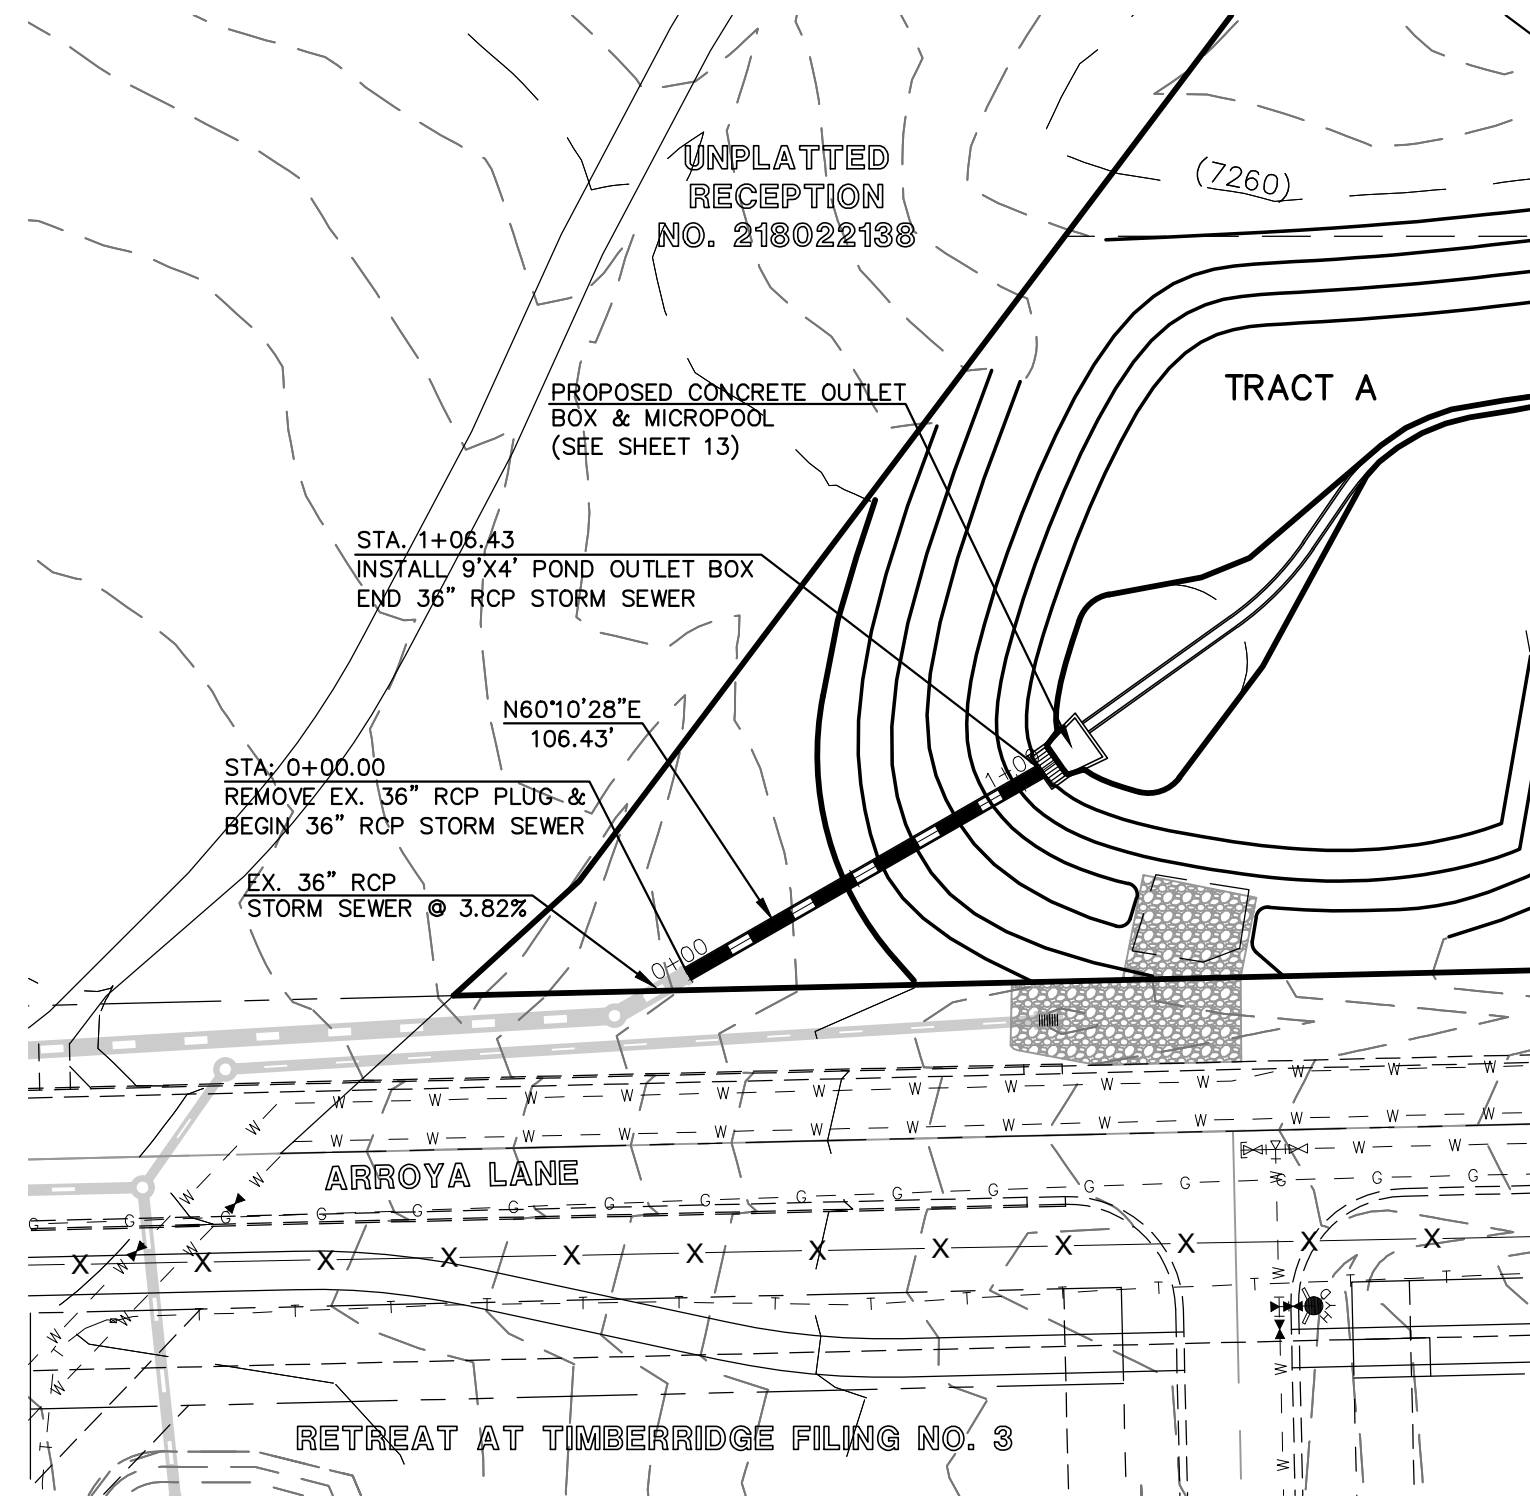 UNPLATTED
RECEPTION
NO. 218022138
(7260)
TRACT A
PROPOSED CONCRETE OUTLET
BOX & MICROPOOL
(SEE SHEET 13)
STA. 1+06.43
INSTALL 9'X4' POND OUTLET BOX
END 36" RCP STORM SEWER
N60°10'28"E
106.43'
STA: 0+00.00
REMOVE EX. 36" RCP PLUG &
BEGIN 36" RCP STORM SEWER
EX. 36" RCP
STORM SEWER @ 3.82%
0+00
1+00
W W W W W W W W W W W W W
W W W W W W W W W W W W W
ARROYA LANE
G G G G G G G G G G G G G G G G
X X X X X X X X X X X X
T T T T T T T T T T T T T
HYD
RETREAT AT TIMBERRIDGE FILING NO. 3